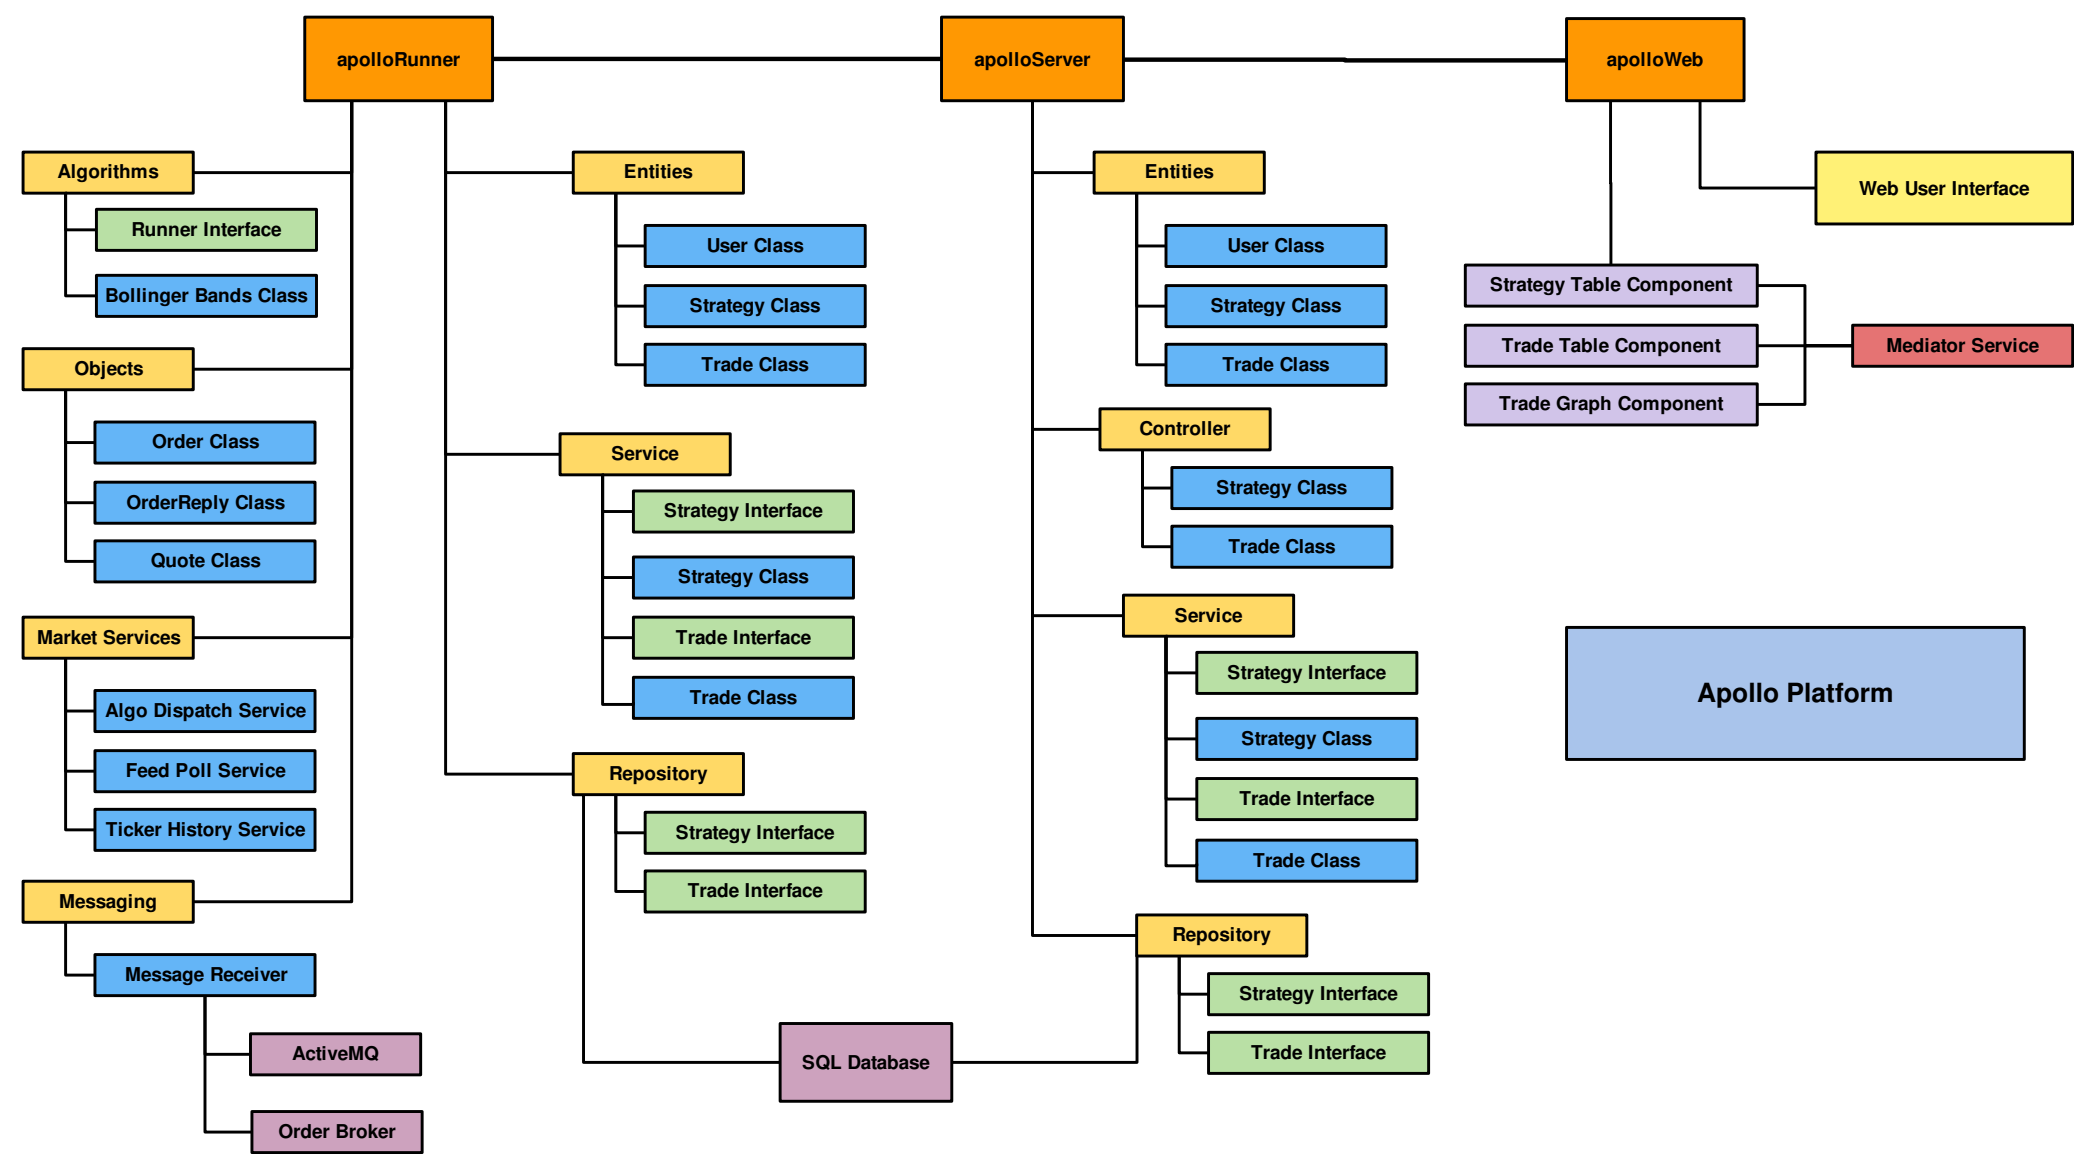 apolloRunner
apolloServer
apolloWeb
Algorithms
Runner Interface
Bollinger Bands Class
Objects
Order Class
OrderReply Class
Quote Class
Market Services
Algo Dispatch Service
Feed Poll Service
Ticker History Service
Messaging
Message Receiver
ActiveMQ
Order Broker
Entities
User Class
Strategy Class
Trade Class
Service
Strategy Interface
Strategy Class
Trade Interface
Trade Class
Repository
Strategy Interface
Trade Interface
SQL Database
Entities
User Class
Strategy Class
Trade Class
Controller
Strategy Class
Trade Class
Service
Strategy Interface
Strategy Class
Trade Interface
Trade Class
Repository
Strategy Interface
Trade Interface
Web User Interface
Strategy Table Component
Trade Table Component
Trade Graph Component
Mediator Service
Apollo Platform